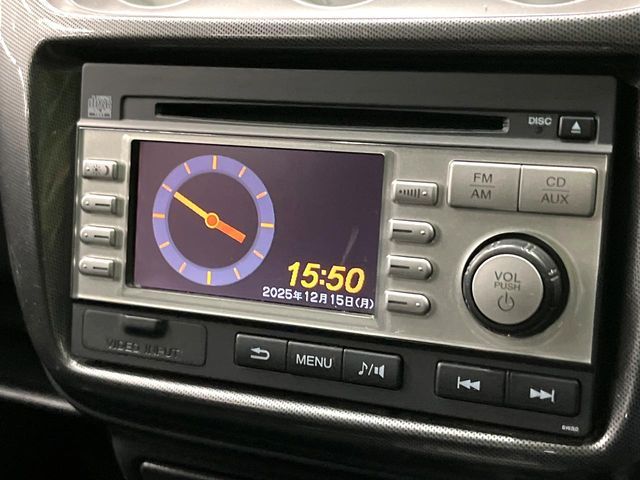 DISC
FM
AM
CD
AUX
VOL
PUSH
15:50
2025年12月15日(月)
VIDEO INPUT
MENU